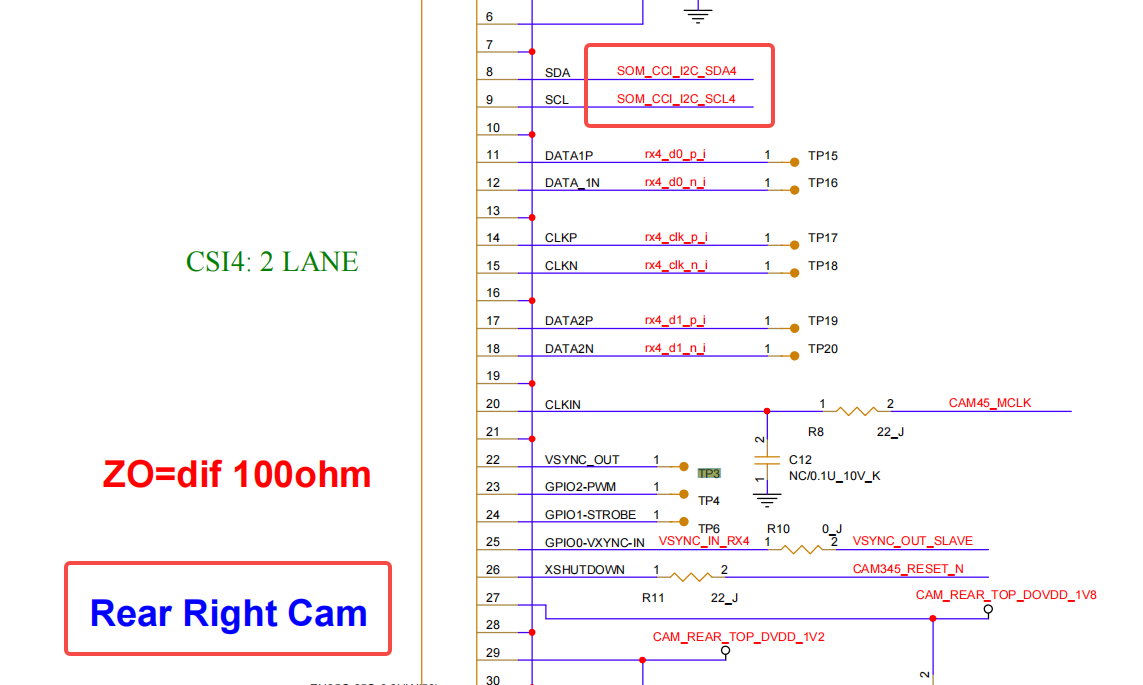 6
7
8 SDA SOM_CCI_I2C_SDA4
9 SCL SOM_CCI_I2C_SCL4
10
11 DATA1P rx4_d0_p_i 1 TP15
12 DATA_1N rx4_d0_n_i 1 TP16
13
14 CLKP rx4_clk_p_i 1 TP17
CSI4: 2 LANE
15 CLKN rx4_clk_n_i 1 TP18
16
17 DATA2P rx4_d1_p_i 1 TP19
18 DATA2N rx4_d1_n_i 1 TP20
19
20 CLKIN 1 2 CAM45_MCLK
R8 22_J
21
2
22 VSYNC_OUT 1 TP3
C12
ZO=dif 100ohm
NC/0.1U_10V_K
1
23 GPIO2-PWM 1 TP4
24 GPIO1-STROBE 1 TP6
R10 0_J
25 GPIO0-VXYNC-IN VSYNC_IN_RX4 1 2 VSYNC_OUT_SLAVE
26 XSHUTDOWN 1 2 CAM345_RESET_N
R11 22_J
27 CAM_REAR_TOP_DOVDD_1V8
Rear Right Cam
28
CAM_REAR_TOP_DVDD_1V2
29
2
30